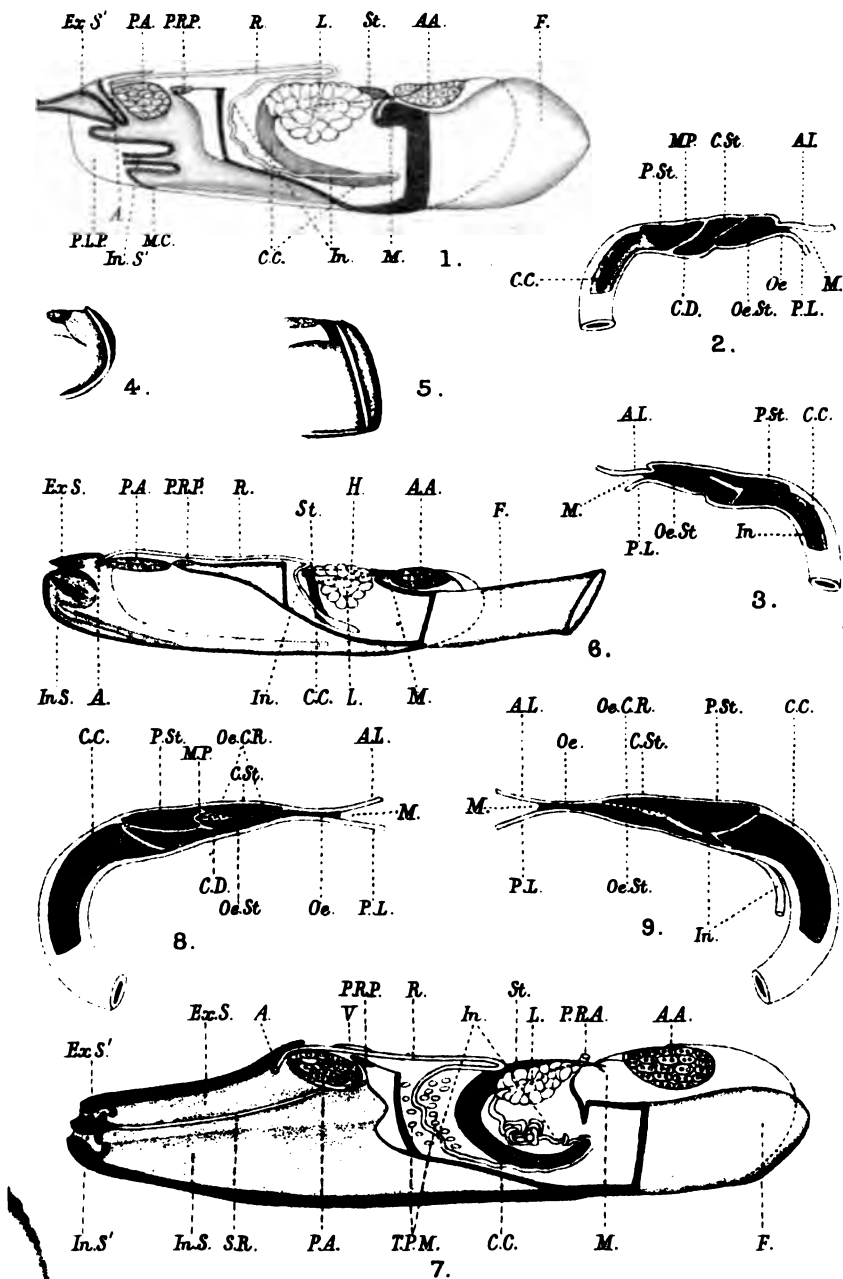 Ex S' P.A. P.R.P. R. L. St. A.A. F.
P.L.P. A. In. S' M.C. C.C. In. M.
1.
P.St. M.P. C.St. A.L.
C.C. C.D. Oe.St. Oe P.L. M.
2.
4.
5.
A.L. P.St. C.C.
M. P.L. Oe.St In
3.
Ex S. P.A. P.R.P. R. St. H. A.A. F.
In S. A. In. C.C. L. M.
6.
C.C. P.St. M.P. Oe.C.R. C.St. A.L.
M.
C.D. Oe.St Oe. P.L.
8.
A.L. Oe. Oe.C.R. C.St. P.St. C.C.
M.
P.L. Oe.St. In.
9.
Ex.S' Ex.S. A. V P.R.P. R. In. St. L. P.R.A. A.A.
In.S' In.S. S.R. P.A. T.P.M. C.C. M. F.
7.